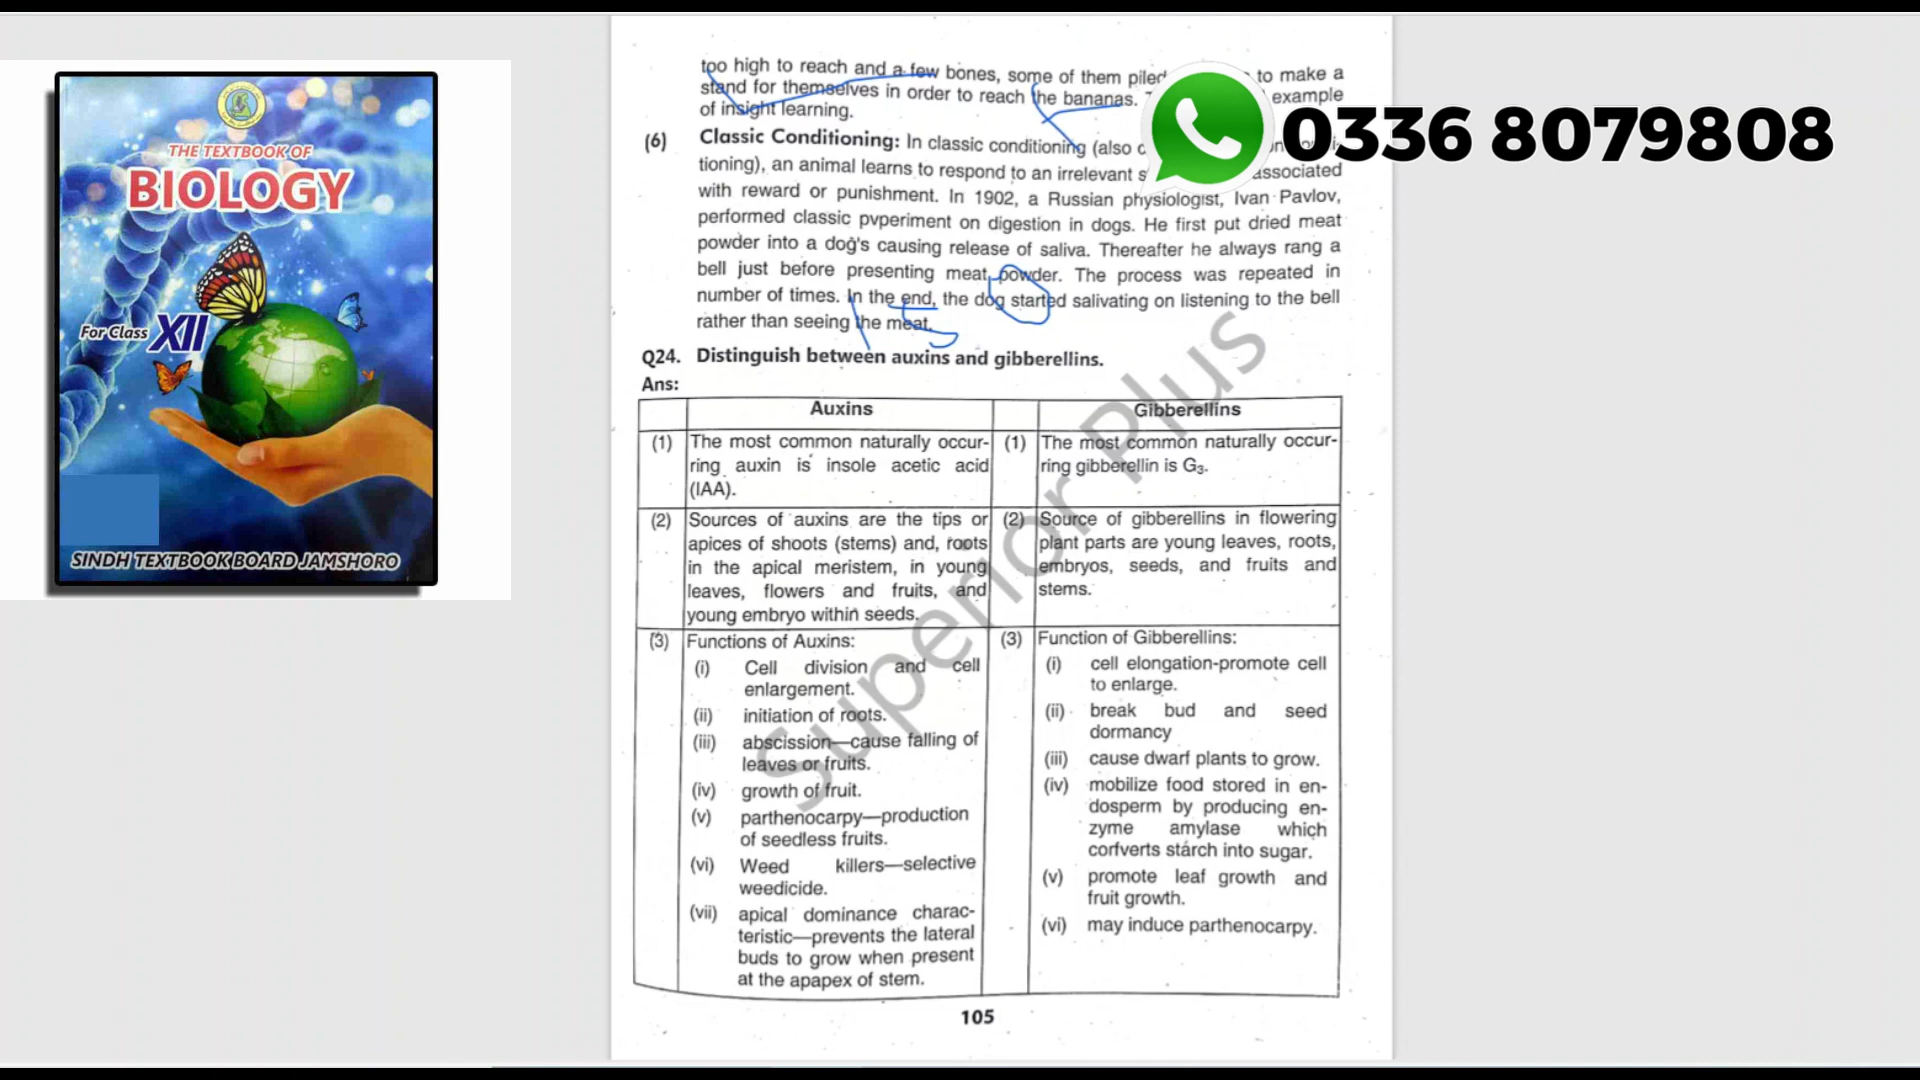 THE TEXTBOOK OF
BIOLOGY
For Class XII
SINDH TEXTBOOK BOARD JAMSHORO
0336 8079808
too high to reach and a few bones, some of them piled to make a
stand for themselves in order to reach the bananas. example
of insight learning.
(6) Classic Conditioning: In classic conditioning (also
tioning), an animal learns to respond to an irrelevant associated
with reward or punishment. In 1902, a Russian physiologist, Ivan Pavlov,
performed classic pvperiment on digestion in dogs. He first put dried meat
powder into a dog's causing release of saliva. Thereafter he always rang a
bell just before presenting meat powder. The process was repeated in
number of times. In the end, the dog started salivating on listening to the bell
rather than seeing the meat.
150
Q24. Distinguish between auxins and gibberellins.
Ans:
Auxins
(1) The most common naturally occur-
ring auxin is insole acetic acid
(IAA).
(2) Sources of auxins are the tips or
apices of shoots (stems) and, roots
in the apical meristem, in young
leaves, flowers and fruits, and
young embryo within seeds.
(3) Functions of Auxins:
(i) Cell division and cell
enlargement.
(ii) initiation of roots.
(iii) abscission—cause falling of
leaves or fruits.
(iv) growth of fruit.
(v) parthenocarpy—production
of seedless fruits.
(vi) Weed killers—selective
weedicide.
(vii) apical dominance charac-
teristic—prevents the lateral
buds to grow when present
at the apapex of stem.
Gibberellins
(1) The most common naturally occur-
ring gibberellin is G₃.
(2) Source of gibberellins in flowering
plant parts are young leaves, roots,
embryos, seeds, and fruits and
stems.
(3) Function of Gibberellins:
(i) cell elongation-promote cell
to enlarge.
(ii) break bud and seed
dormancy
(iii) cause dwarf plants to grow.
(iv) mobilize food stored in en-
dosperm by producing en-
zyme amylase which
converts starch into sugar.
(v) promote leaf growth and
fruit growth.
(vi) may induce parthenocarpy.
Superior Plus
105